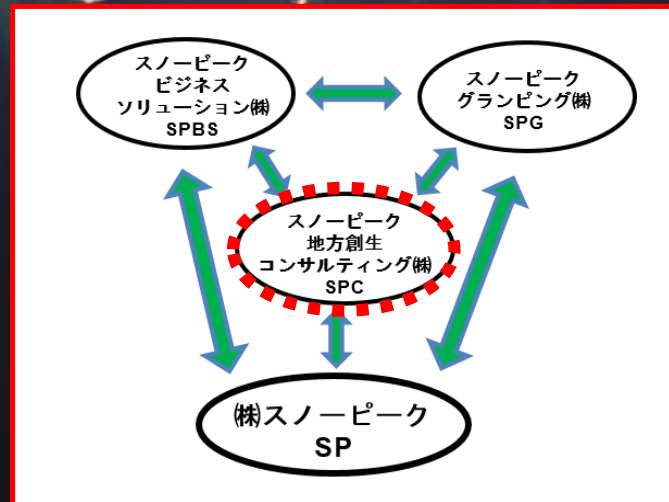 スノーピーク
ビジネス
ソリューション㈱
SPBS
スノーピーク
グランピング㈱
SPG
スノーピーク
地方創生
コンサルティング㈱
SPC
㈱スノーピーク
SP